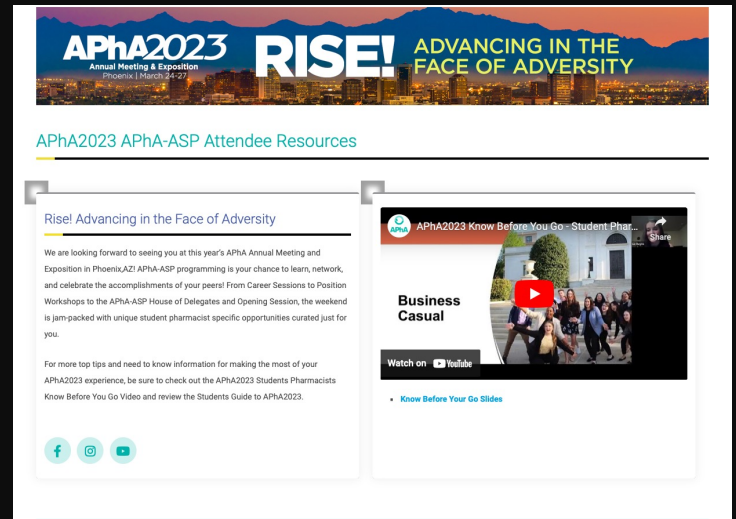 APhA2023
Annual Meeting & Exposition
Phoenix | March 24-27
RISE!
ADVANCING IN THE
FACE OF ADVERSITY
APhA2023 APhA-ASP Attendee Resources
Rise! Advancing in the Face of Adversity
We are looking forward to seeing you at this year's APhA Annual Meeting and
Exposition in Phoenix,AZ! APhA-ASP programming is your chance to learn, network,
and celebrate the accomplishments of your peers! From Career Sessions to Position
Workshops to the APhA-ASP House of Delegates and Opening Session, the weekend
is jam-packed with unique student pharmacist specific opportunities curated just for
you.
For more top tips and need to know information for making the most of your
APhA2023 experience, be sure to check out the APhA2023 Students Pharmacists
Know Before You Go Video and review the Students Guide to APhA2023.
APhA
APhA2023 Know Before You Go - Student Phar...
Share
Business
Casual
Watch on YouTube
Know Before Your Go Slides